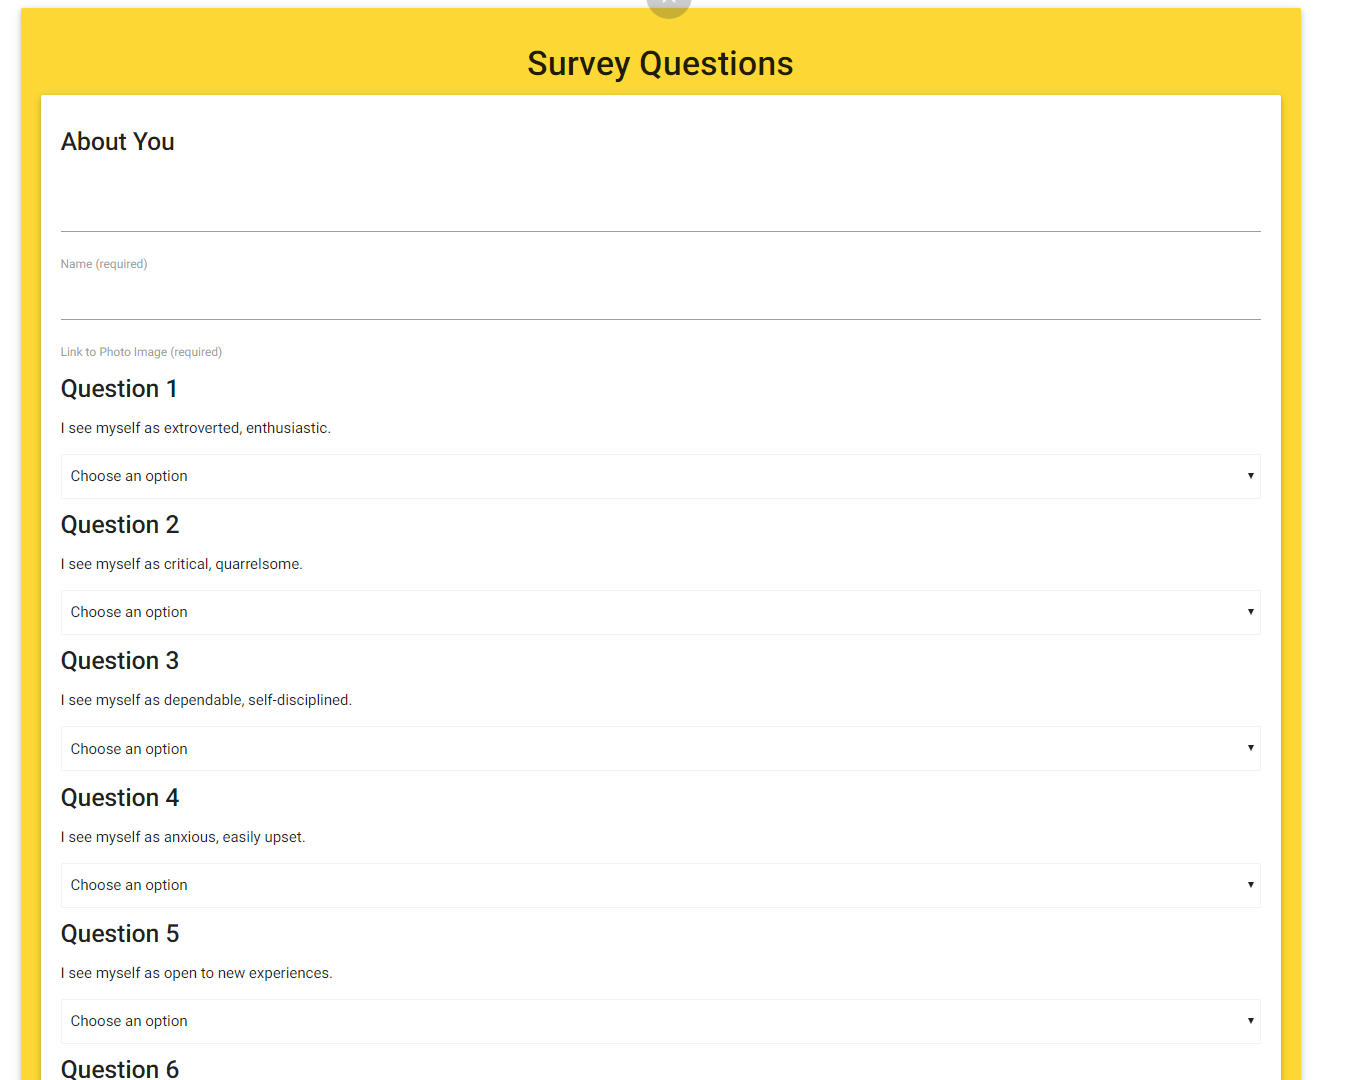 Survey Questions
About You
Name (required)
Link to Photo Image (required)
Question 1
I see myself as extroverted, enthusiastic.
Choose an option
Question 2
I see myself as critical, quarrelsome.
Choose an option
Question 3
I see myself as dependable, self-disciplined.
Choose an option
Question 4
I see myself as anxious, easily upset.
Choose an option
Question 5
I see myself as open to new experiences.
Choose an option
Question 6